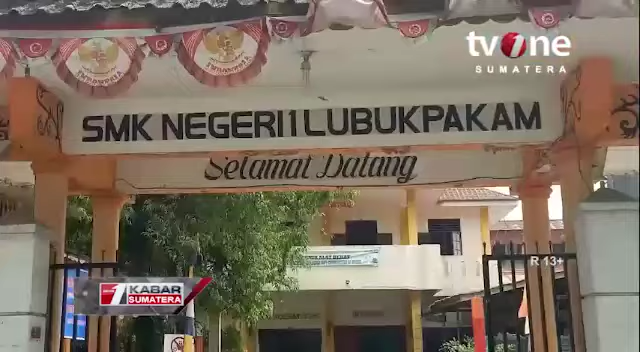 tvOne
SUMATERA
SMK NEGERI 1 LUBUKPAKAM
Selamat Datang
R 13+
KABAR
SUMATERA